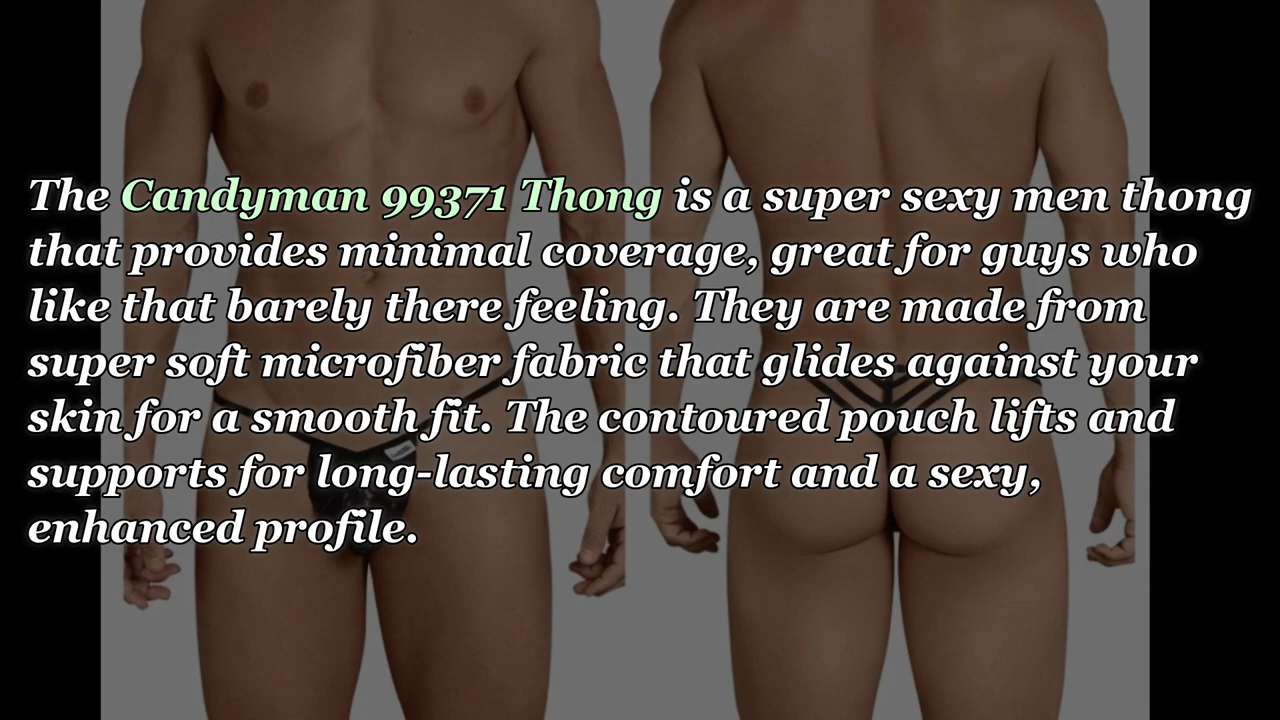 The Candyman 99371 Thong is a super sexy men thong
that provides minimal coverage, great for guys who
like that barely there feeling. They are made from
super soft microfiber fabric that glides against your
skin for a smooth fit. The contoured pouch lifts and
supports for long-lasting comfort and a sexy,
enhanced profile.